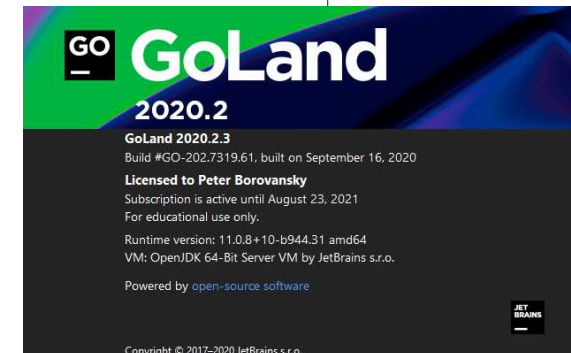 GO
GoLand
2020.2
GoLand 2020.2.3
Build #GO-202.7319.61, built on September 16, 2020
Licensed to Peter Borovansky
Subscription is active until August 23, 2021
For educational use only.
Runtime version: 11.0.8+10-b944.31 amd64
VM: OpenJDK 64-Bit Server VM by JetBrains s.r.o.
Powered by open-source software
JET
BRAINS
Copyright © 2017–2020 JetBrains s.r.o.